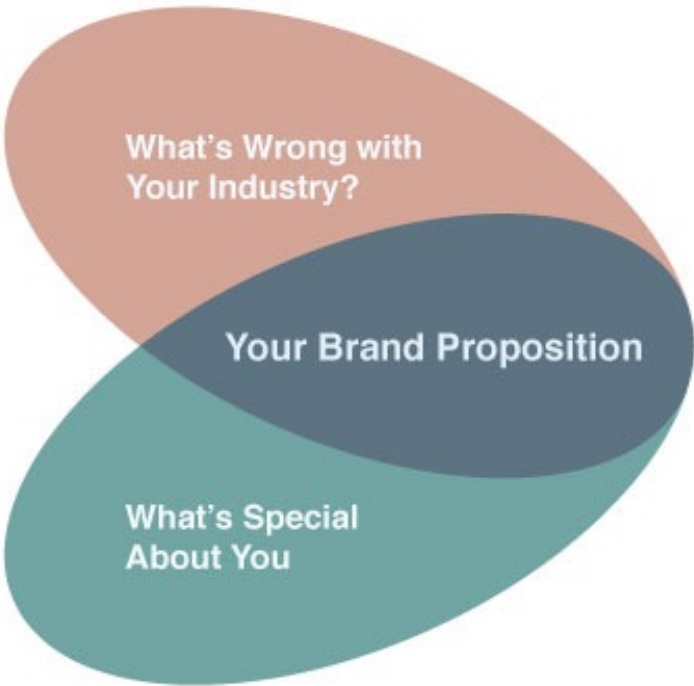 What's Wrong with
Your Industry?
Your Brand Proposition
What's Special
About You